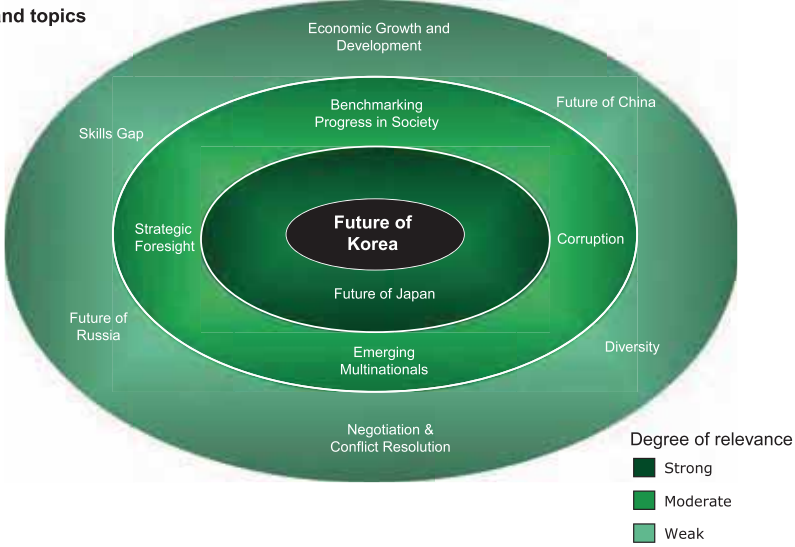 and topics
Economic Growth and
Development
Future of China
Benchmarking
Progress in Society
Skills Gap
Future of
Korea
Strategic
Foresight
Corruption
Future of Japan
Future of
Russia
Diversity
Emerging
Multinationals
Negotiation &
Conflict Resolution
Degree of relevance
Strong
Moderate
Weak